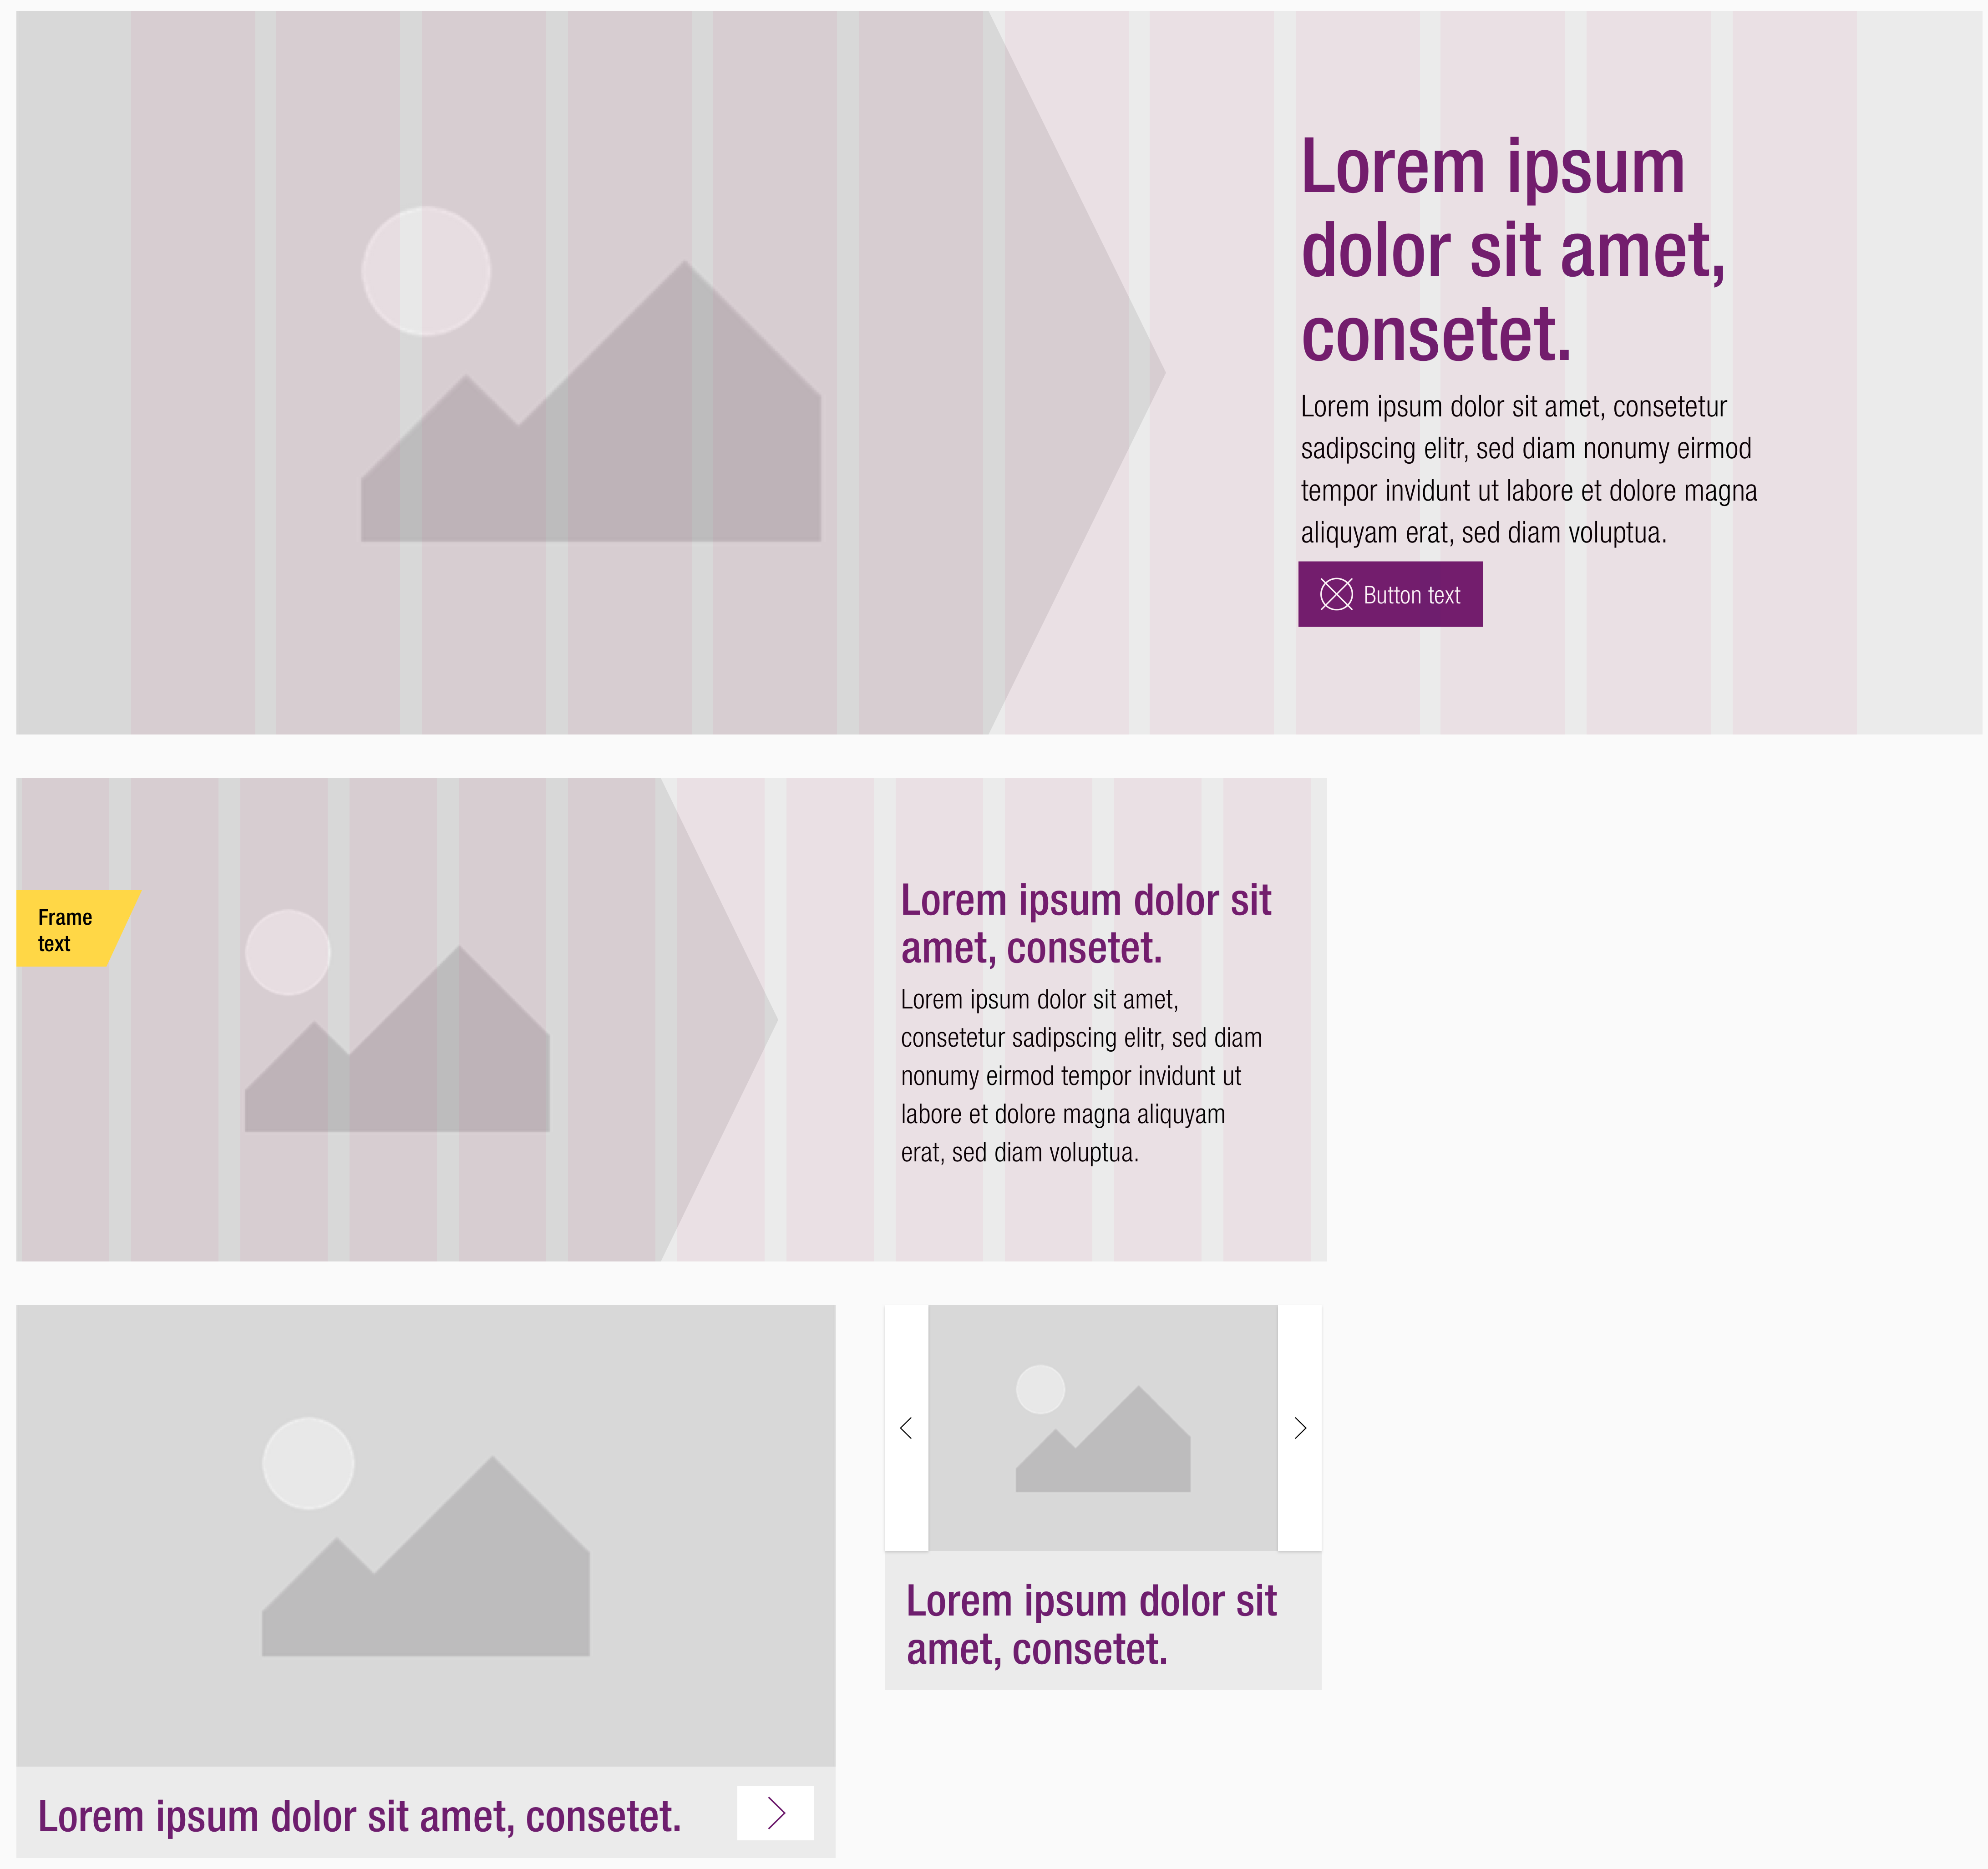 Lorem ipsum
dolor sit amet,
consetet.
Lorem ipsum dolor sit amet, consetetur
sadipscing elitr, sed diam nonumy eirmod
tempor invidunt ut labore et dolore magna
aliquyam erat, sed diam voluptua.
Button text
Frame
text
Lorem ipsum dolor sit
amet, consetet.
Lorem ipsum dolor sit amet,
consetetur sadipscing elitr, sed diam
nonumy eirmod tempor invidunt ut
labore et dolore magna aliquyam
erat, sed diam voluptua.
Lorem ipsum dolor sit amet, consetet.
Lorem ipsum dolor sit
amet, consetet.